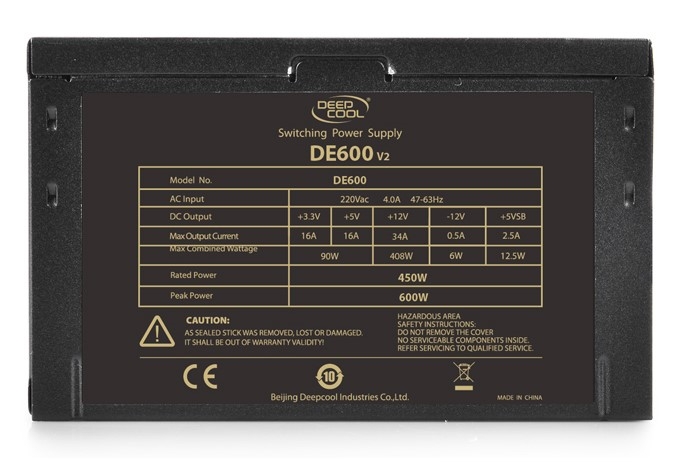 DEEP
COOL®
Switching Power Supply
DE600 V2
Model No. DE600
AC Input 220Vac 4.0A 47-63Hz
DC Output +3.3V +5V +12V -12V +5VSB
Max Output Current 16A 16A 34A 0.5A 2.5A
Max Combined Wattage 90W 408W 6W 12.5W
Rated Power 450W
Peak Power 600W
CAUTION:
AS SEALED STICK WAS REMOVED, LOST OR DAMAGED.
IT SHALL BE OUT OF WARRANTY VALIDITY!
HAZARDOUS AREA
SAFETY INSTRUCTIONS:
DO NOT REMOVE THE COVER
NO SERVICEABLE COMPONENTS INSIDE.
REFER SERVICING TO QUALIFIED SERVICE.
CE
10
Beijing Deepcool Industries Co.,Ltd.
MADE IN CHINA